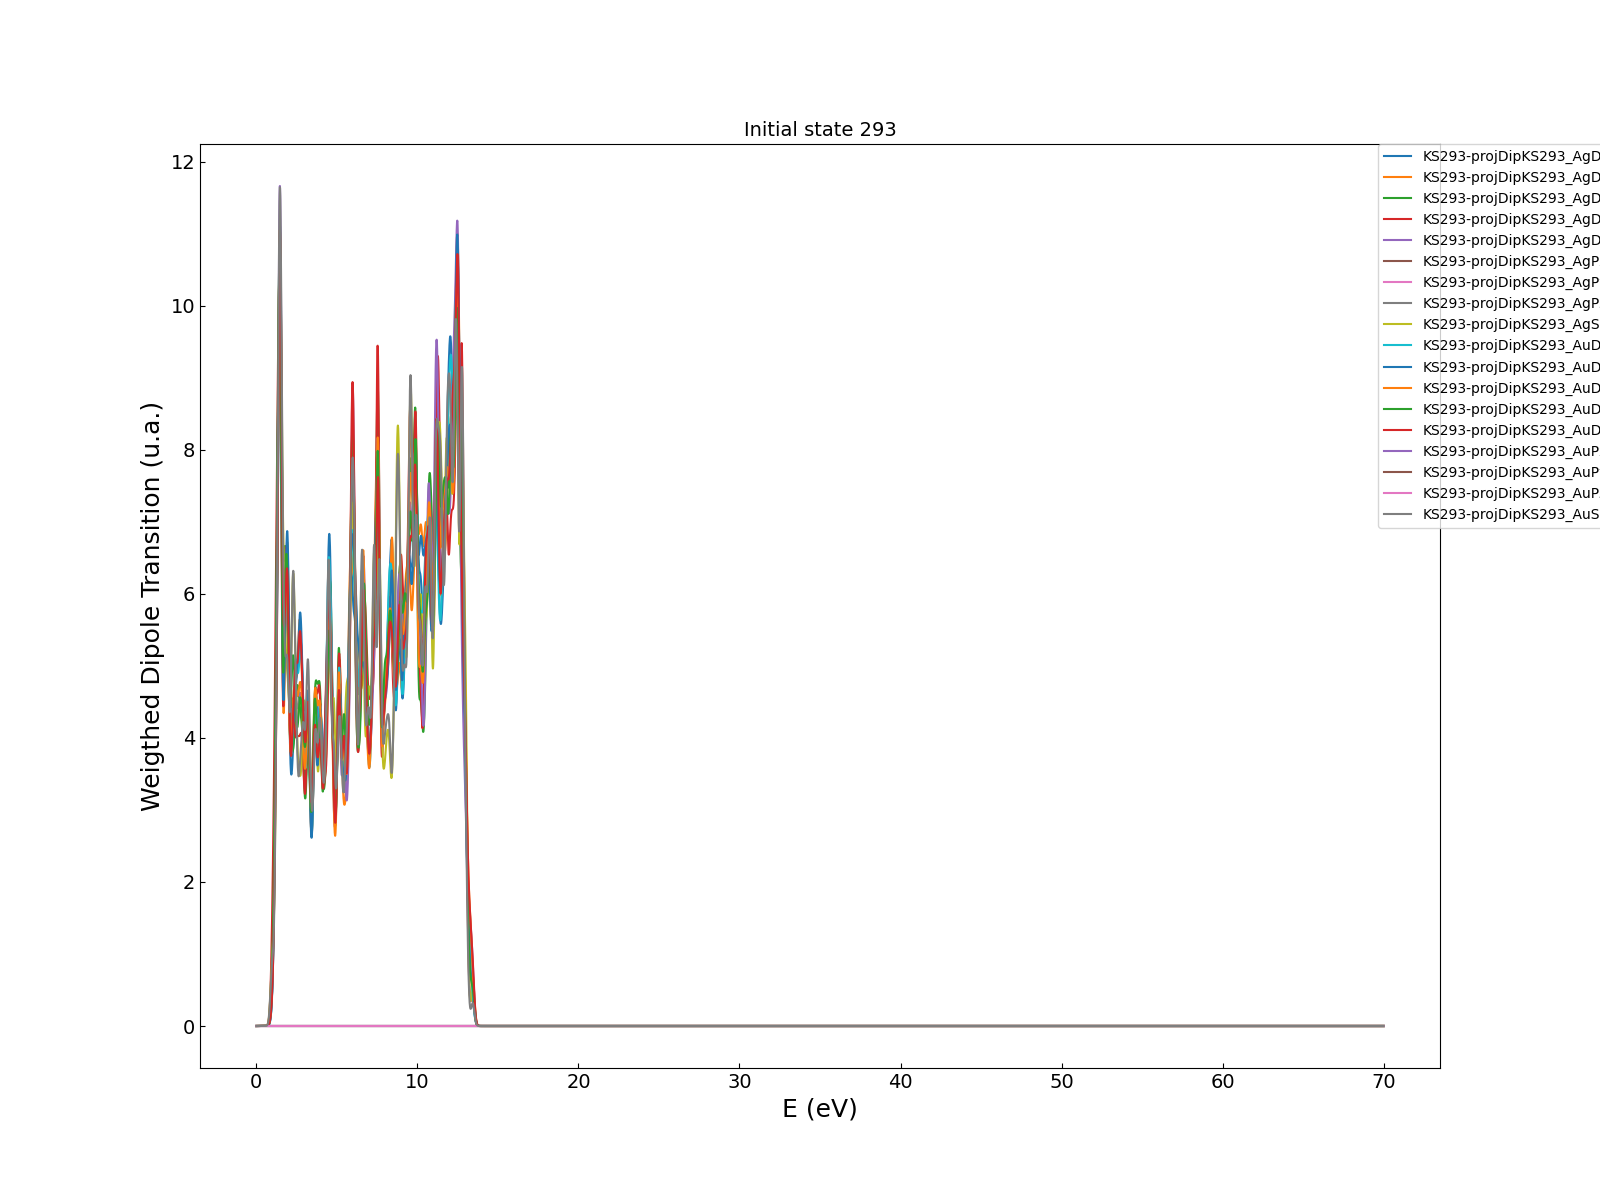 Initial state 293
12
10
8
6
4
2
0
Weigthed Dipole Transition (u.a.)
0 10 20 30 40 50 60 70
E (eV)
KS293-projDipKS293_AgD
KS293-projDipKS293_AgD
KS293-projDipKS293_AgD
KS293-projDipKS293_AgD
KS293-projDipKS293_AgD
KS293-projDipKS293_AgP
KS293-projDipKS293_AgP
KS293-projDipKS293_AgP
KS293-projDipKS293_AgS
KS293-projDipKS293_AuD
KS293-projDipKS293_AuD
KS293-projDipKS293_AuD
KS293-projDipKS293_AuD
KS293-projDipKS293_AuD
KS293-projDipKS293_AuP
KS293-projDipKS293_AuP
KS293-projDipKS293_AuP
KS293-projDipKS293_AuS